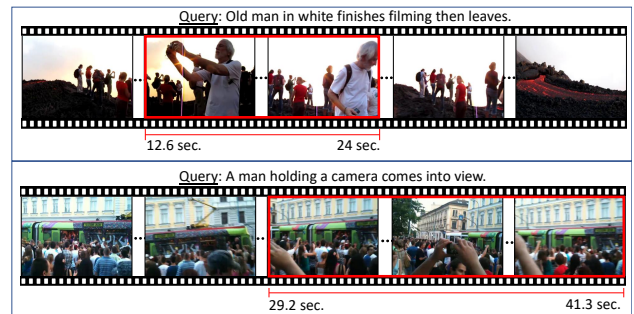 Query: Old man in white finishes filming then leaves.
12.6 sec.
24 sec.
Query: A man holding a camera comes into view.
29.2 sec.
41.3 sec.